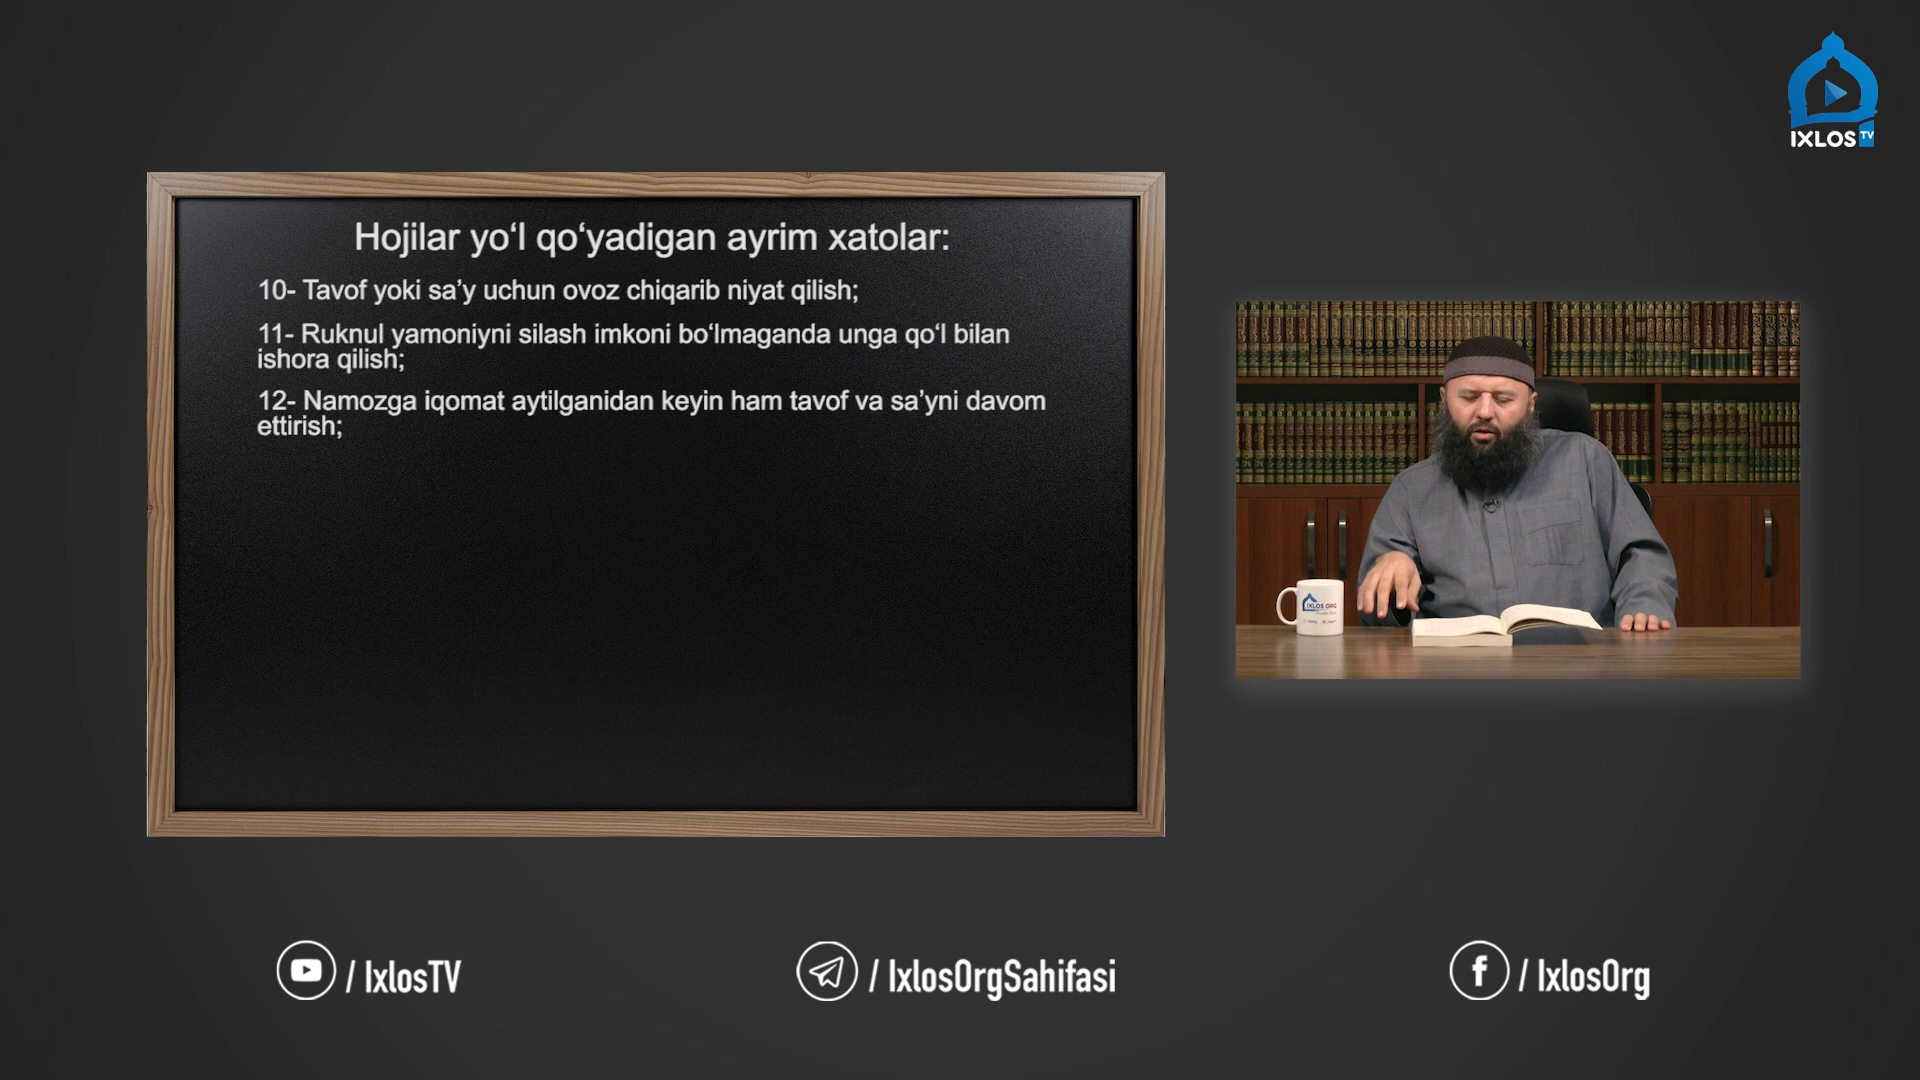 IXLOS TV
Hojilar yo‘l qo‘yadigan ayrim xatolar:
10- Tavof yoki sa’y uchun ovoz chiqarib niyat qilish;
11- Ruknul yamoniyni silash imkoni bo‘lmaganda unga qo‘l bilan
ishora qilish;
12- Namozga iqomat aytilganidan keyin ham tavof va sa’yni davom
ettirish;
IXLOS ORG
/ IxlosTV
/ IxlosOrgSahifasi
/ IxlosOrg